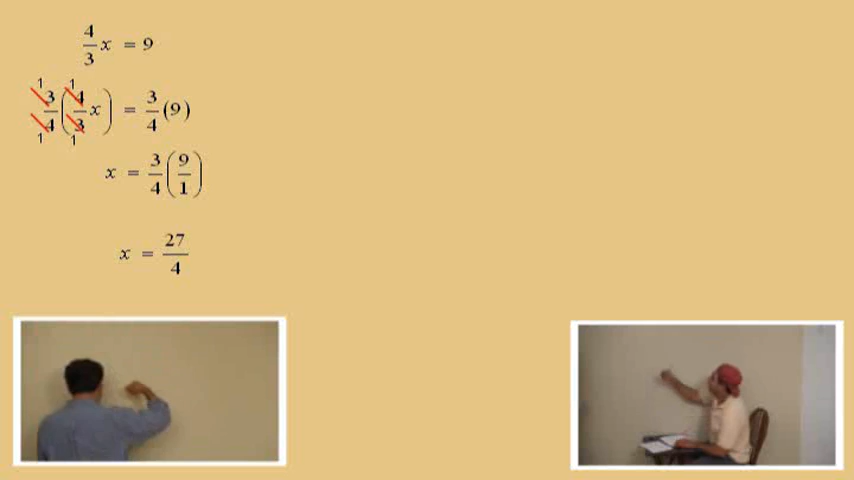 4/3 x = 9
1 1
3/4 (4/3 x) = 3/4 (9)
1 1
x = 3/4 (9/1)
x = 27/4